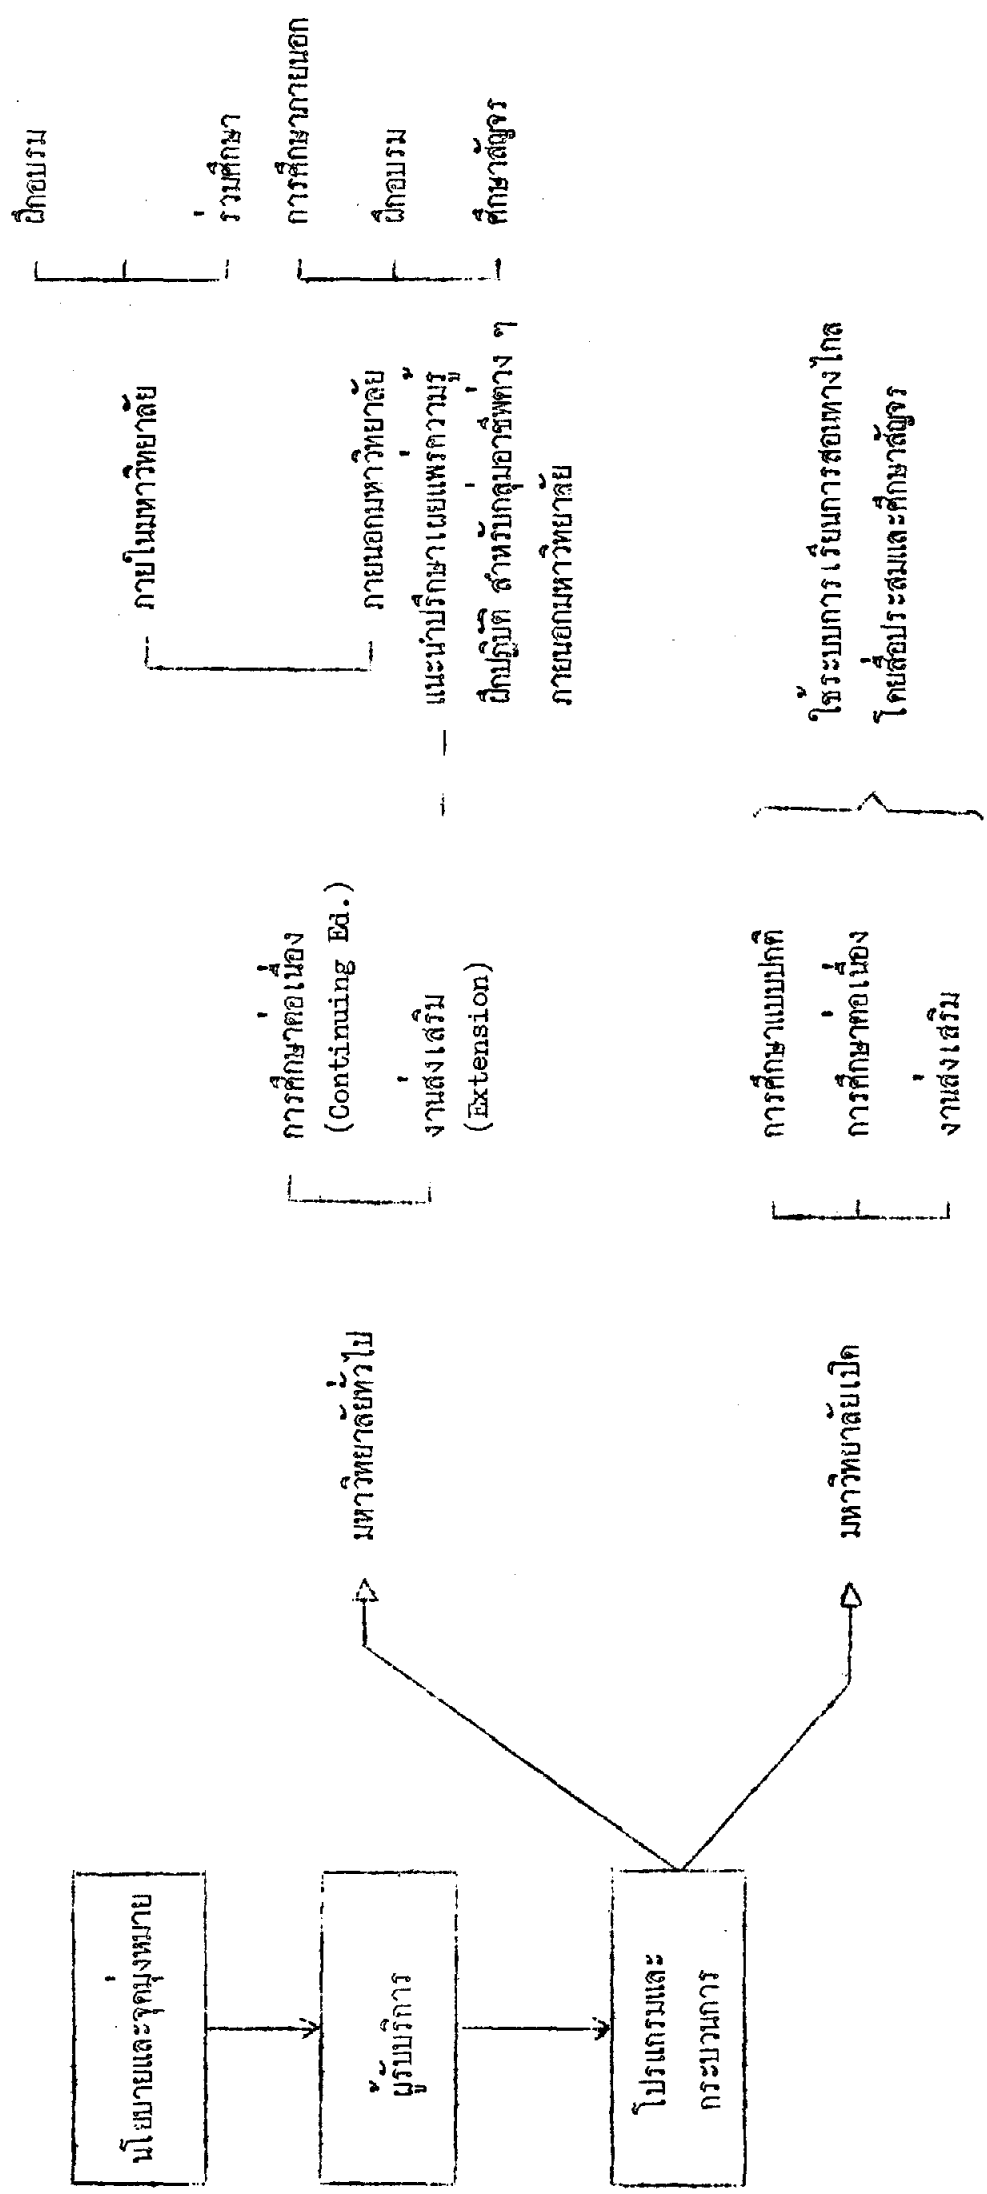 นโยบายและจุดมุ่งหมาย
ผู้รับบริการ
โปรแกรมและ
กระบวนการ
มหาวิทยาลัยทั่วไป
การศึกษาต่อเนื่อง
(Continuing Ed.)
ภายในมหาวิทยาลัย
ฝึกอบรม
ร่วมศึกษา
ภายนอกมหาวิทยาลัย
การศึกษาภายนอก
ฝึกอบรม
ศึกษาสัญจร
งานส่งเสริม
(Extension)
แนะนำปรึกษาเผยแพร่ความรู้
ฝึกปฏิบัติ สำหรับกลุ่มอาชีพต่าง ๆ
ภายนอกมหาวิทยาลัย
มหาวิทยาลัยเปิด
การศึกษาแบบปกติ
การศึกษาต่อเนื่อง
งานส่งเสริม
ใช้ระบบการเรียนการสอนทางไกล
โดยสื่อประสมและศึกษาสัญจร